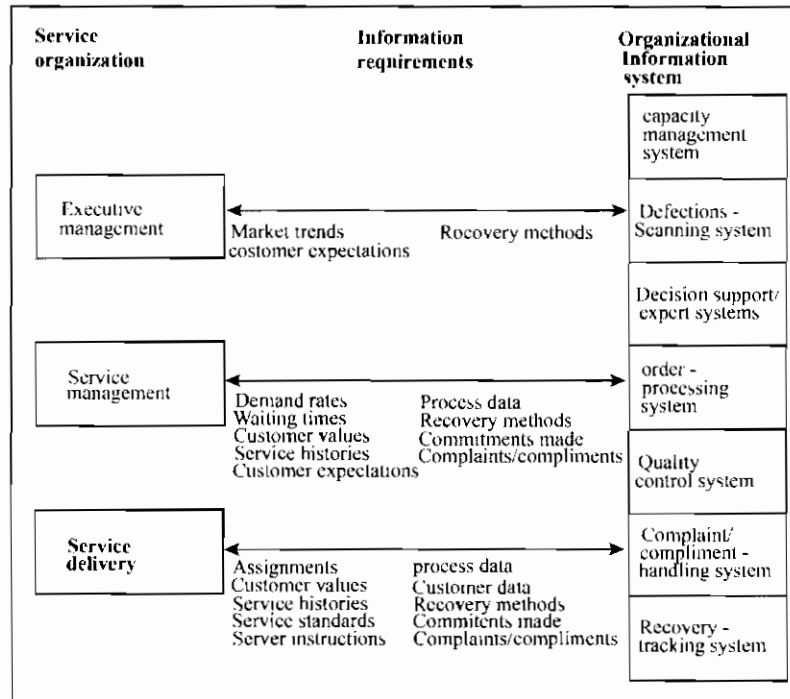 Service
organization
Information
requirements
Organizational
Information
system
capacity
management
system
Executive
management
Market trends
costomer expectations
Rocovery methods
Defections -
Scanning system
Decision support/
expert systems
Service
management
Demand rates
Waiting times
Customer values
Service histories
Customer expectations
Process data
Recovery methods
Commitments made
Complaints/compliments
order -
processing
system
Quality
control system
Service
delivery
Assignments
Customer values
Service histories
Service standards
Server instructions
process data
Customer data
Recovery methods
Commitents made
Complaints/compliments
Complaint/
compliment -
handling system
Recovery -
tracking system